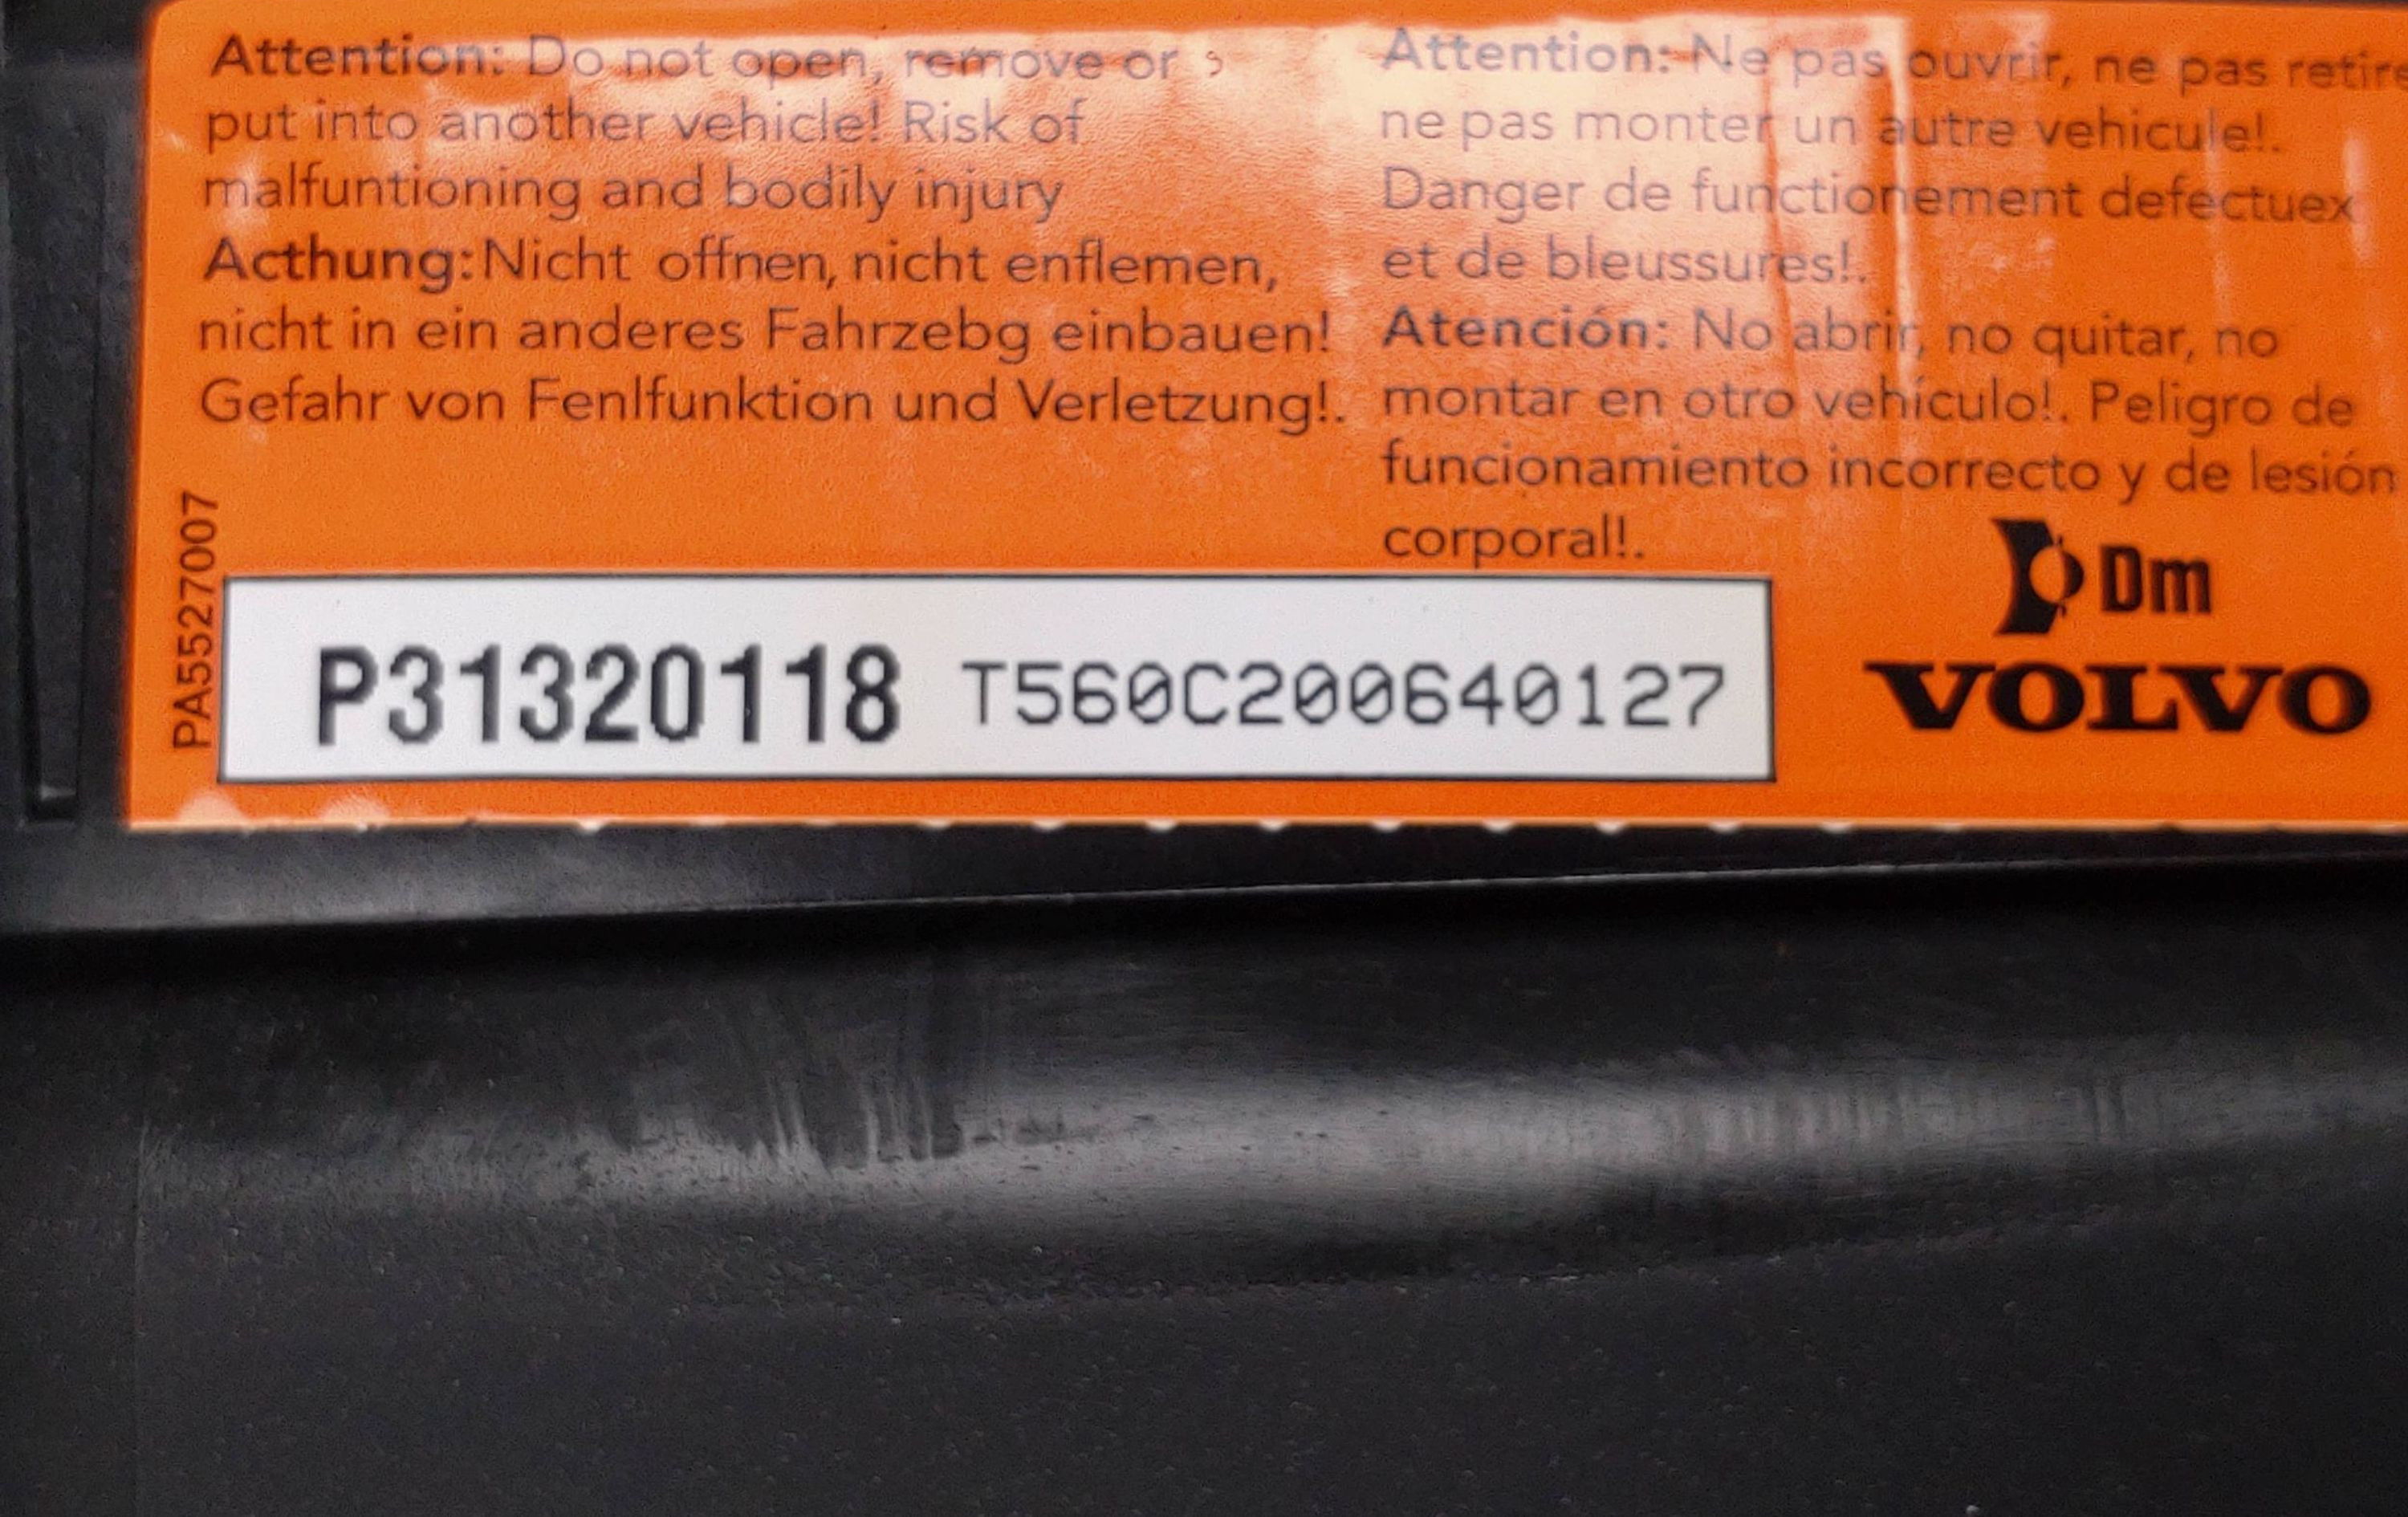 Attention: Do not open, remove or
put into another vehicle! Risk of
malfuntioning and bodily injury
Acthung: Nicht offnen, nicht enflemen,
nicht in ein anderes Fahrzebg einbauen!
Gefahr von Fenlfunktion und Verletzung!.
Attention: Ne pas ouvrir, ne pas retire
ne pas monter un autre vehicule!.
Danger de functionement defectuex
et de bleussures!.
Atención: No abrir, no quitar, no
montar en otro vehículo!. Peligro de
funcionamiento incorrecto y de lesión
corporal!.
PA5527007
P31320118 T560C200640127
Dm
VOLVO